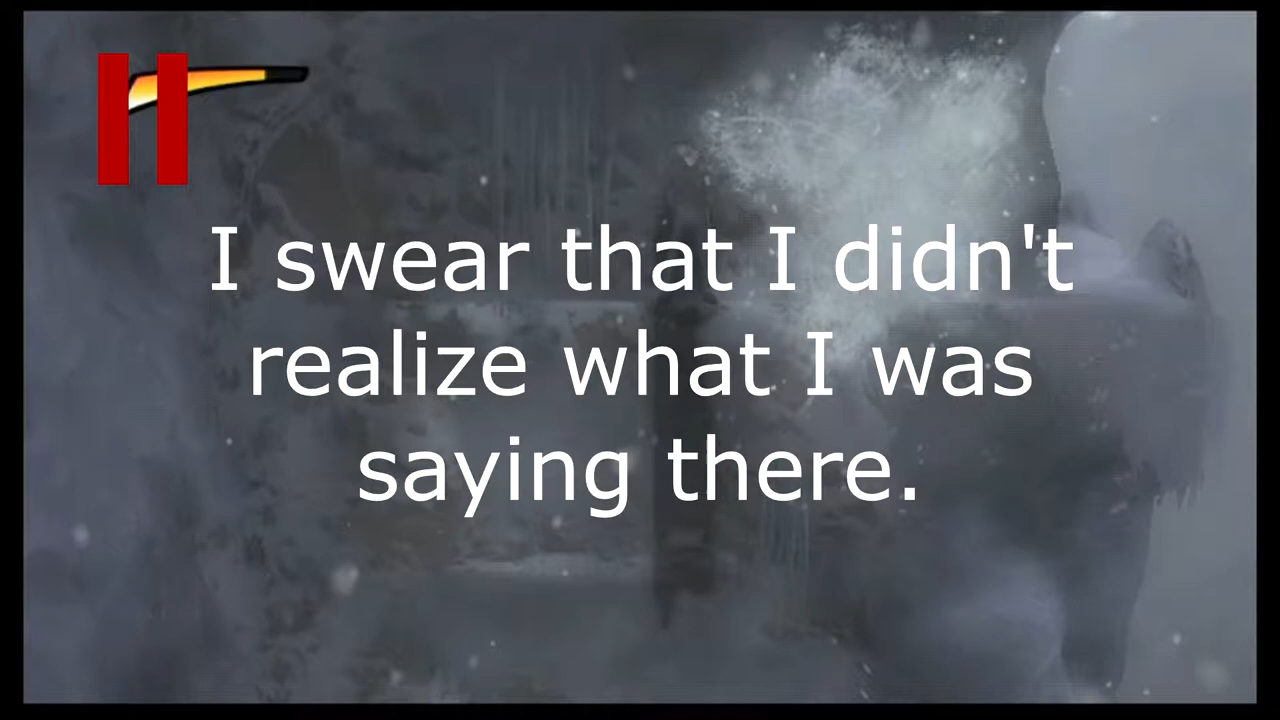 I swear that I didn't
realize what I was
saying there.